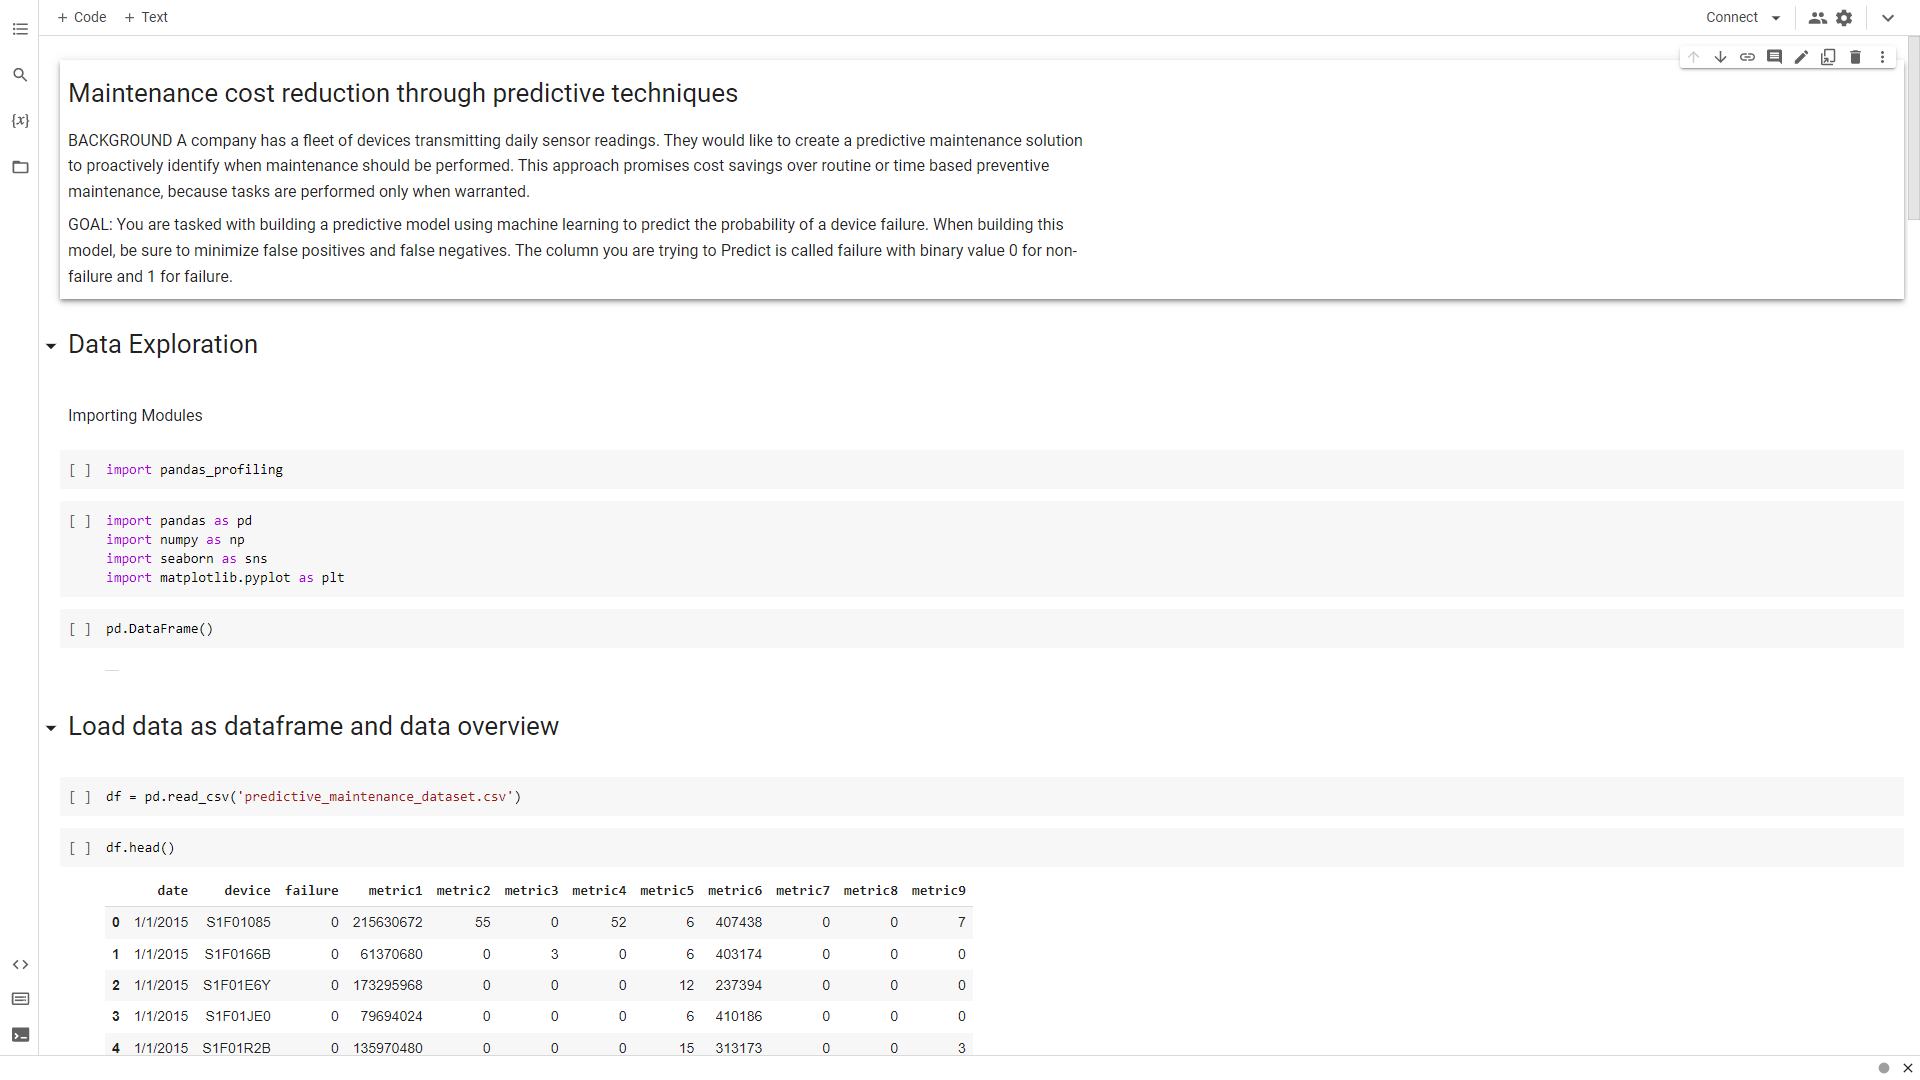 + Code + Text Connect
Maintenance cost reduction through predictive techniques
BACKGROUND A company has a fleet of devices transmitting daily sensor readings. They would like to create a predictive maintenance solution
to proactively identify when maintenance should be performed. This approach promises cost savings over routine or time based preventive
maintenance, because tasks are performed only when warranted.
GOAL: You are tasked with building a predictive model using machine learning to predict the probability of a device failure. When building this
model, be sure to minimize false positives and false negatives. The column you are trying to Predict is called failure with binary value 0 for non-
failure and 1 for failure.
Data Exploration
Importing Modules
[ ] import pandas_profiling
[ ] import pandas as pd
import numpy as np
import seaborn as sns
import matplotlib.pyplot as plt
[ ] pd.DataFrame()
Load data as dataframe and data overview
[ ] df = pd.read_csv('predictive_maintenance_dataset.csv')
[ ] df.head()
date device failure metric1 metric2 metric3 metric4 metric5 metric6 metric7 metric8 metric9
0 1/1/2015 S1F01085 0 215630672 55 0 52 6 407438 0 0 7
1 1/1/2015 S1F0166B 0 61370680 0 3 0 6 403174 0 0 0
2 1/1/2015 S1F01E6Y 0 173295968 0 0 0 12 237394 0 0 0
3 1/1/2015 S1F01JE0 0 79694024 0 0 0 6 410186 0 0 0
4 1/1/2015 S1F01R2B 0 135970480 0 0 0 15 313173 0 0 3